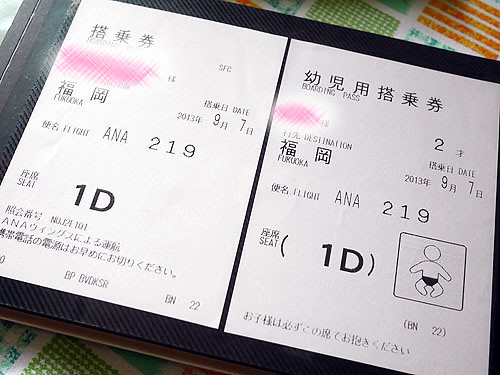 搭乗券
様
SFC
福岡
FUKUOKA
搭乗日 DATE
2013年 9月 7日
便名 FLIGHT ANA 219
座席
SEAT
1D
ANAウイングスによる運航
携帯電話の電源はお早めにお切りください。
BP BVDKSR
BN 22
幼児用搭乗券
BOARDING PASS
様
行先 DESTINATION
2 才
福岡
FUKUOKA
搭乗日 DATE
2013年 9月 7日
便名 FLIGHT ANA 219
座席
SEAT ( 1D )
(BN 22)
お子様は必ずこの席でお抱きください